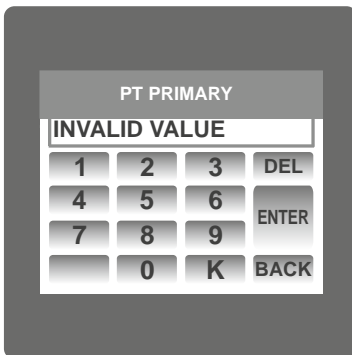 PT PRIMARY
INVALID VALUE
1 2 3 DEL
4 5 6 ENTER
7 8 9
0 K BACK